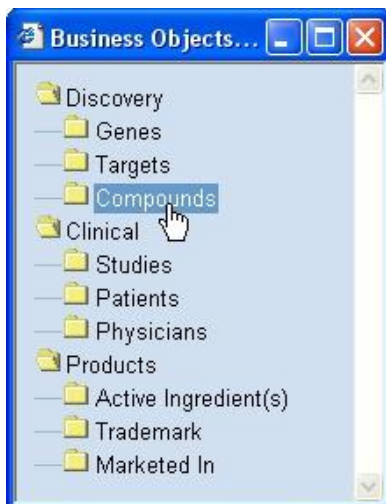 Business Objects...
Discovery
Genes
Targets
Compounds
Clinical
Studies
Patients
Physicians
Products
Active Ingredient(s)
Trademark
Marketed In